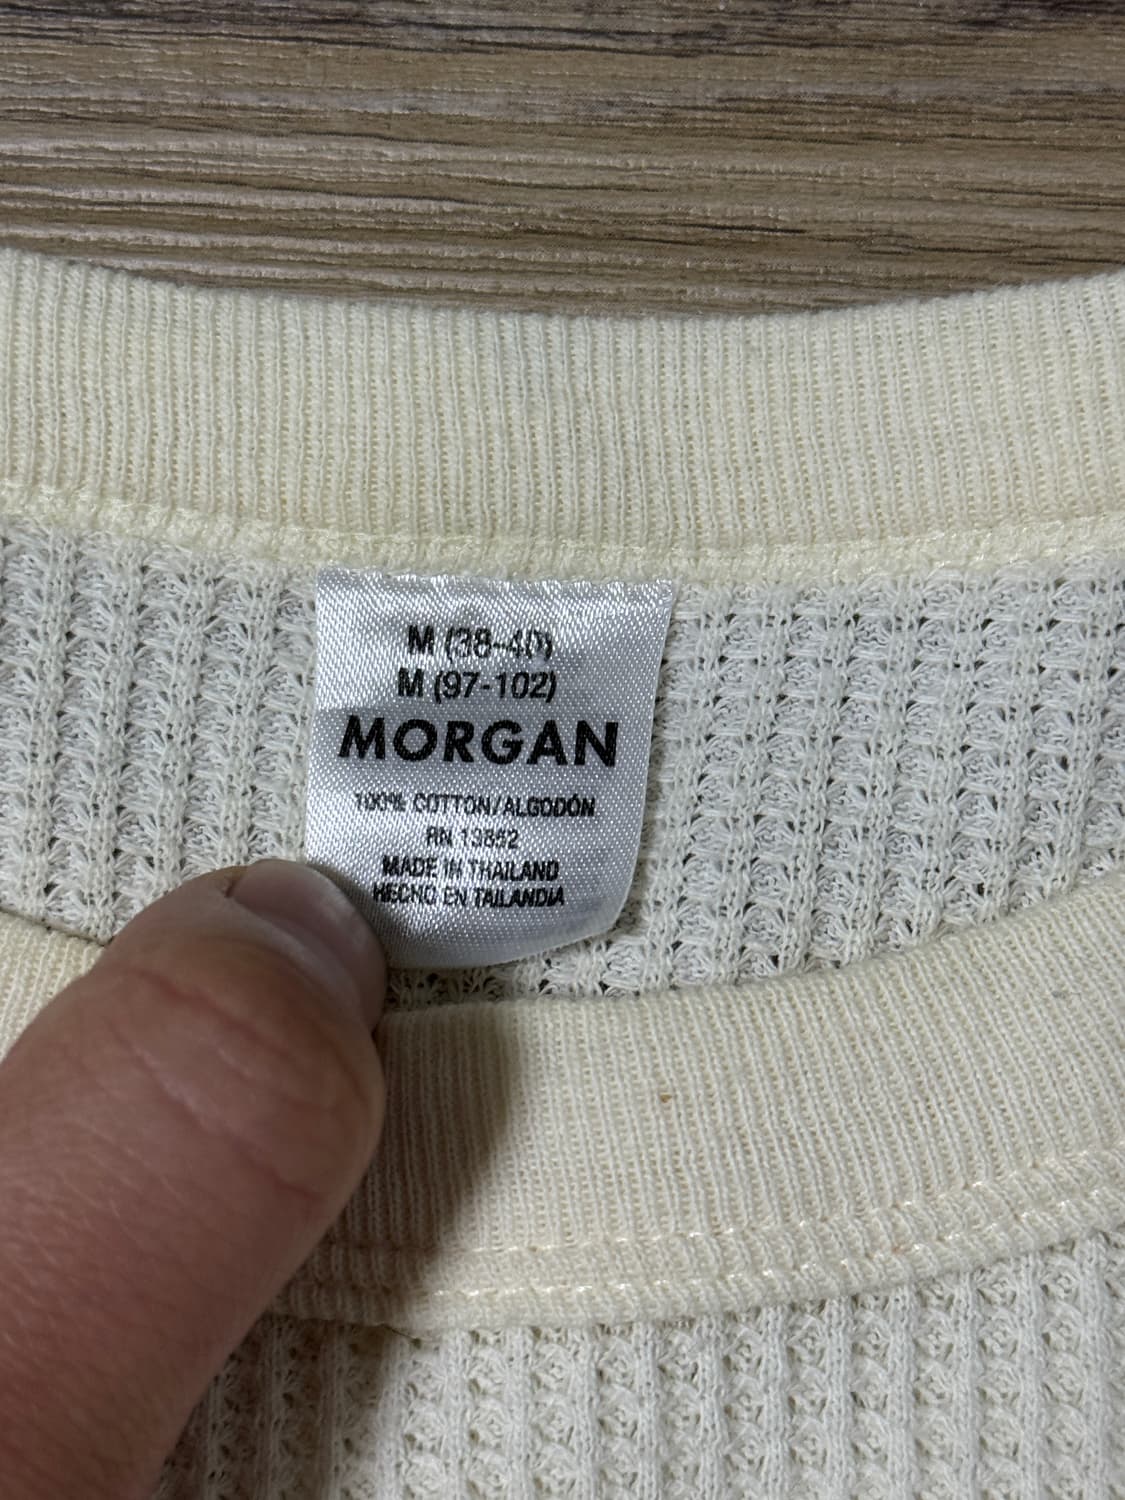 M (38-40)
M (97-102)
MORGAN
100% COTTON/ALGODÓN
RN 13852
MADE IN THAILAND
HECHO EN TAILANDIA